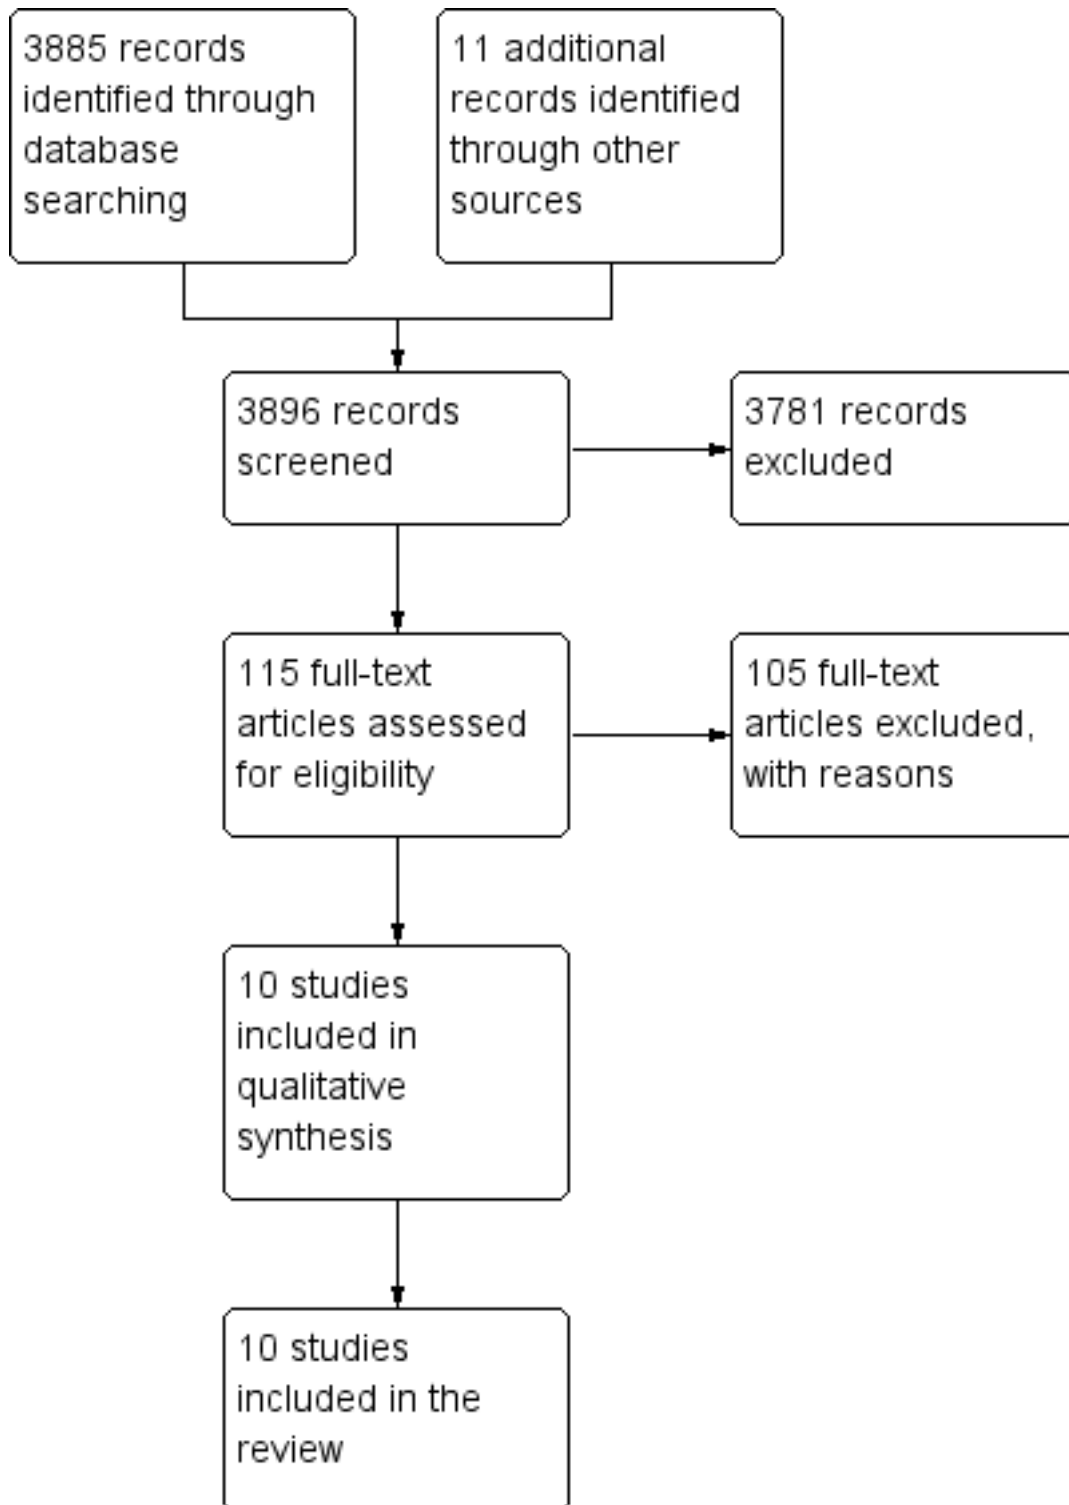 3885 records
identified through
database
searching
11 additional
records identified
through other
sources
3896 records
screened
3781 records
excluded
115 full-text
articles assessed
for eligibility
105 full-text
articles excluded,
with reasons
10 studies
included in
qualitative
synthesis
10 studies
included in the
review